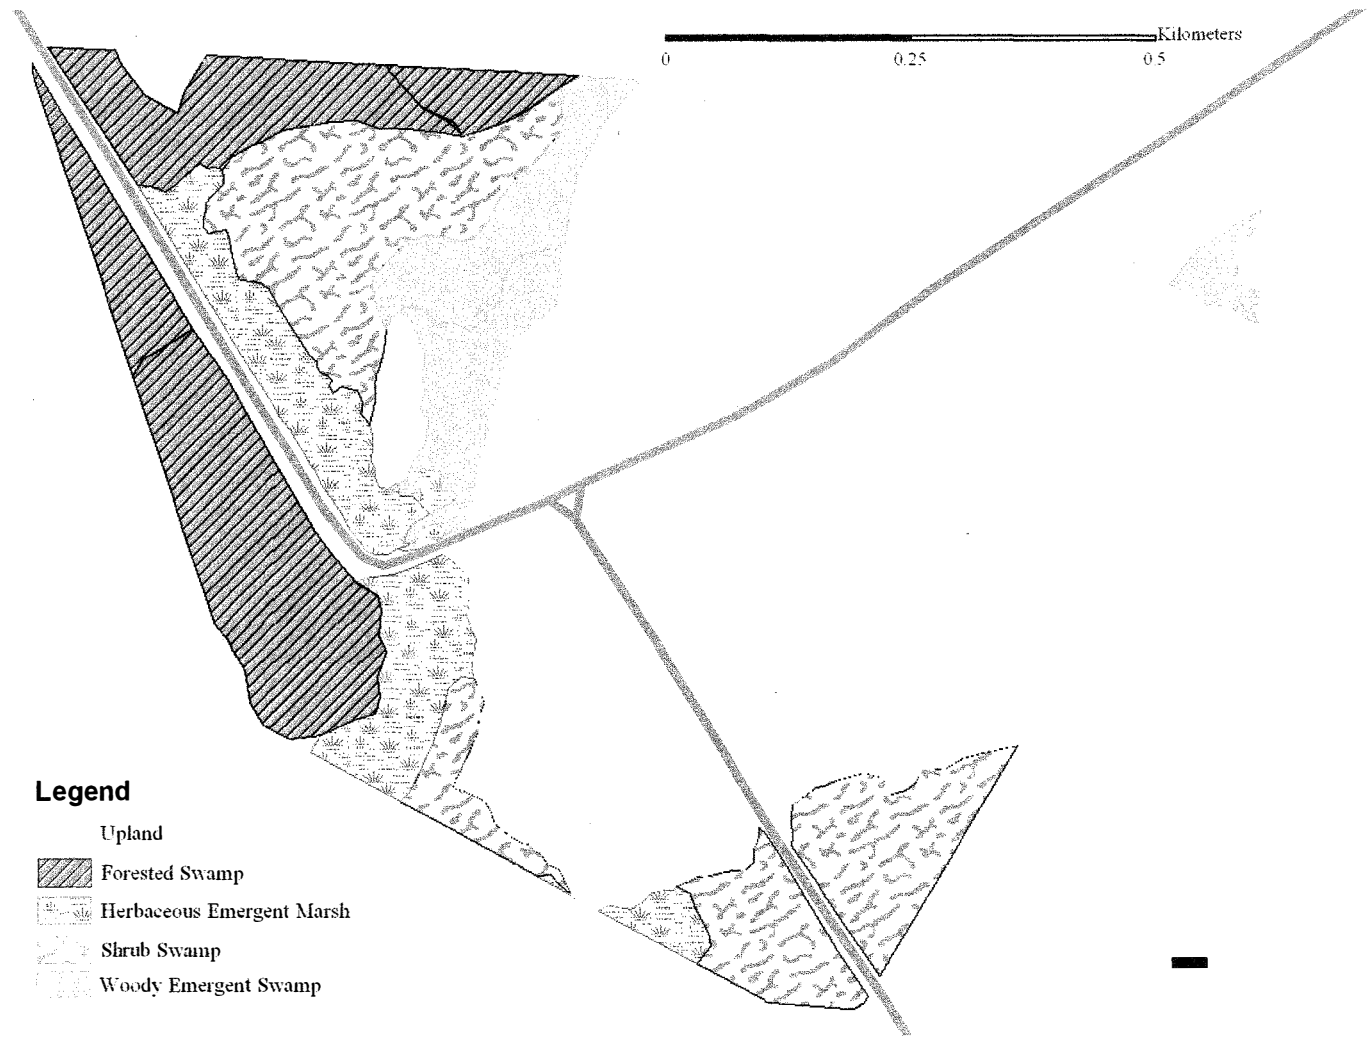 Kilometers
0 0.25 0.5
Legend
Upland
Forested Swamp
Herbaceous Emergent Marsh
Shrub Swamp
Woody Emergent Swamp